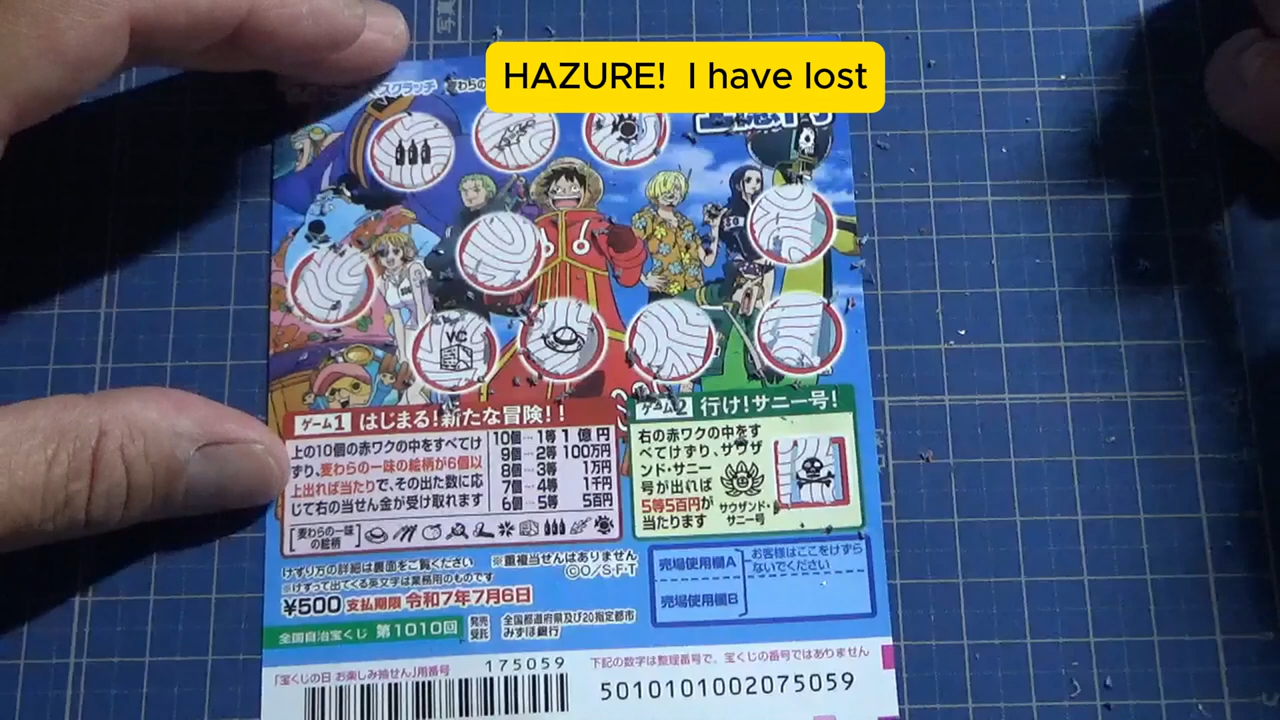 HAZURE!  I have lost
スクラッチ 麦わらの
VC
ゲーム1 はじまる!新たな冒険!!
上の10個の赤ワクの中をすべてけ
ずり、麦わらの一味の絵柄が6個以
上出れば当たりで、その出た数に応
じて右の当せん金が受け取れます
10個…1等 1億円
9個…2等 100万円
8個…3等 1万円
7個…4等 1千円
6個…5等 5百円
麦わらの一味
の絵柄
ゲーム2 行け!サニー号!
右の赤ワクの中をす
べてけずり、サウザ
ンド・サニー
号が出れば
5等5百円が
当たります
サウザンド・
サニー号
けずり方の詳細は裏面をご覧ください ※重複当せんはありません
※けずって出てくる英文字は業務用のものです ©O/S・F・T
¥500 支払期限 令和7年7月6日
全国自治宝くじ 第1010回
発売 全国都道府県及び20指定都市
受託 みずほ銀行
売場使用欄A
売場使用欄B
お客様はここをけずら
ないでください
「宝くじの日 お楽しみ抽せん」用番号 175059
下記の数字は整理番号で、宝くじの番号ではありません
50101010020750​59